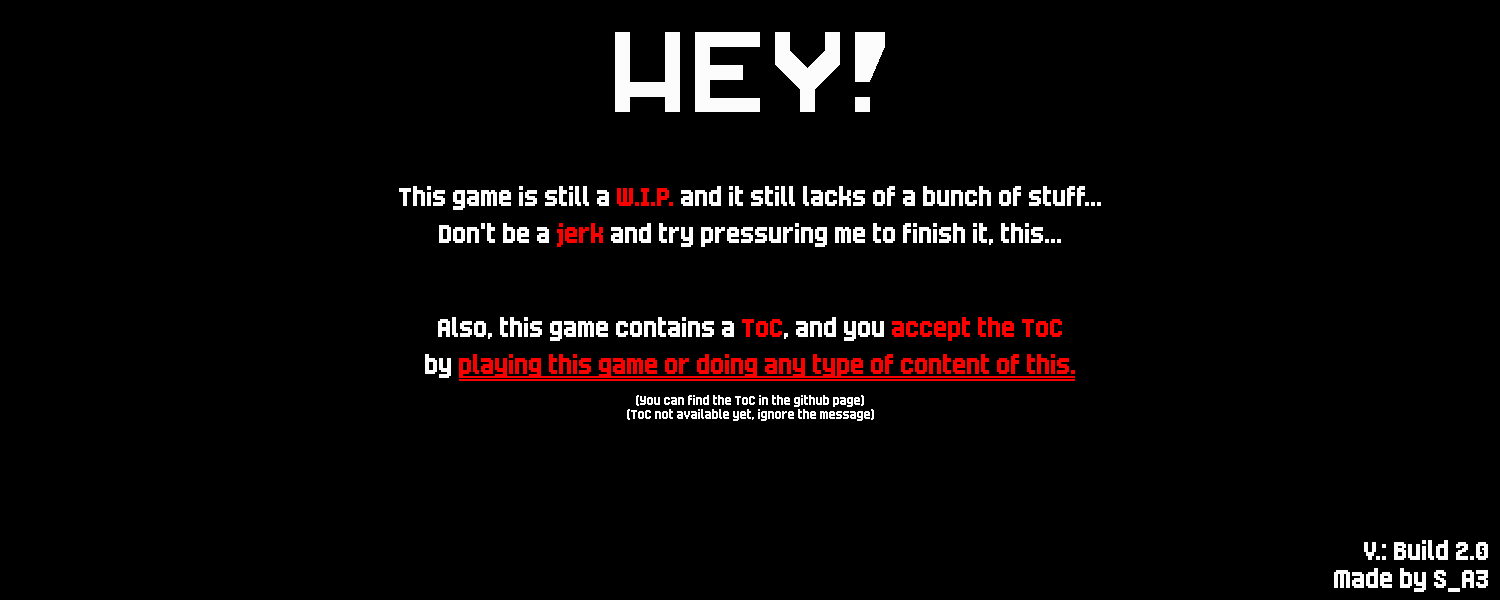 HEY!
This game is still a W.I.P. and it still lacks of a bunch of stuff...
Don't be a jerk and try pressuring me to finish it, this...
Also, this game contains a ToC, and you accept the ToC
by playing this game or doing any type of content of this.
(You can find the ToC in the github page)
(ToC not available yet, ignore the message)
V.: Build 2.0
Made by S_A3